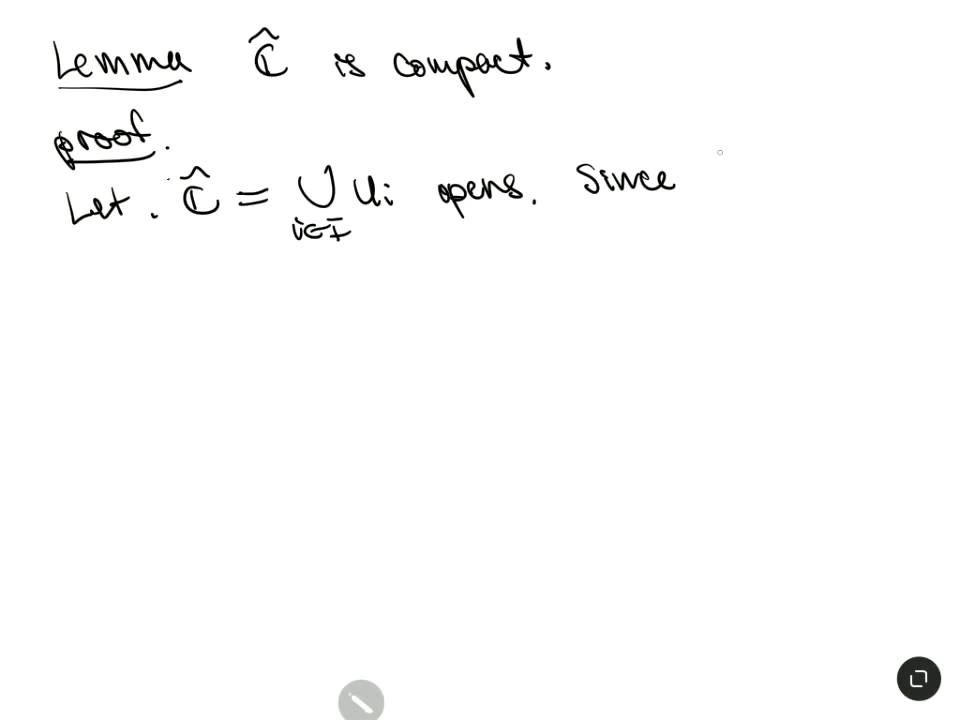 Lemma Ĉ is compact.
proof.
Let. Ĉ = ⋃ Ui opens. Since
i∈I